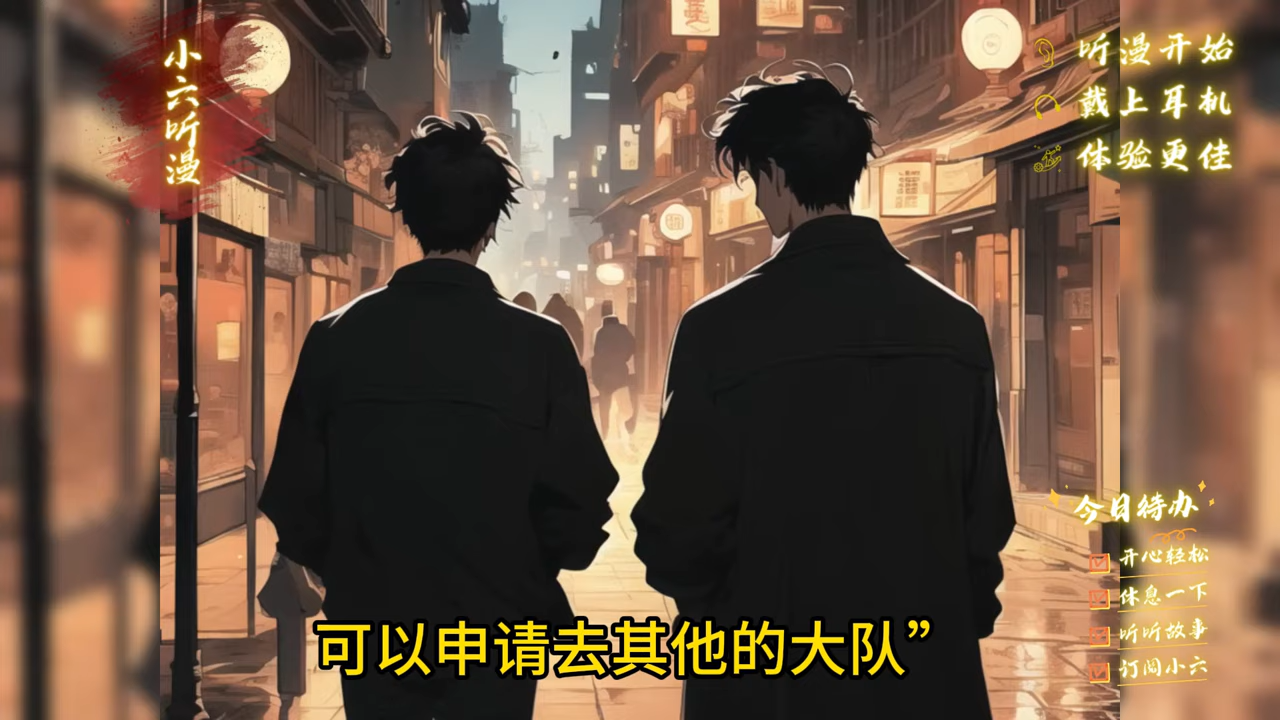 小六听漫
听漫开始
戴上耳机
体验更佳
今日待办
开心轻松
休息一下
听听故事
订阅小六
可以申请去其他的大队”